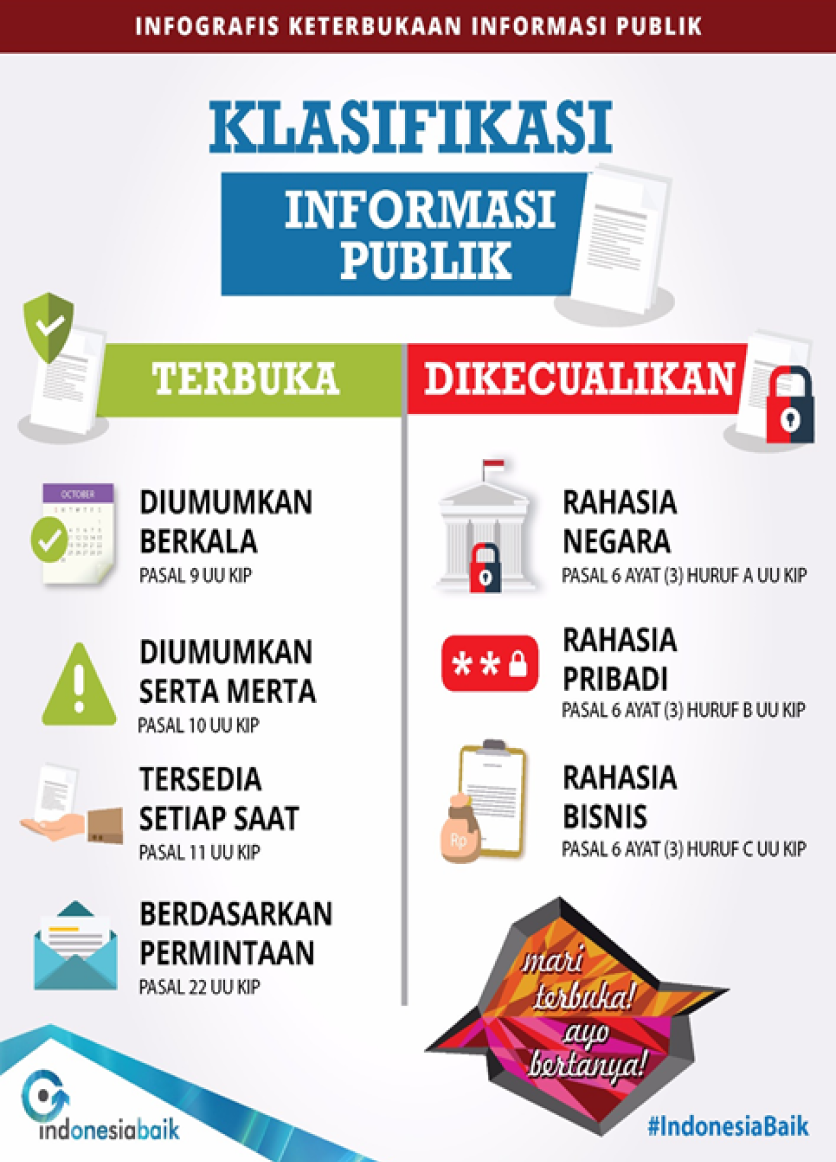 INFOGRAFIS KETERBUKAAN INFORMASI PUBLIK
KLASIFIKASI
INFORMASI
PUBLIK
TERBUKA
DIUMUMKAN
BERKALA
PASAL 9 UU KIP
DIUMUMKAN
SERTA MERTA
PASAL 10 UU KIP
TERSEDIA
SETIAP SAAT
PASAL 11 UU KIP
BERDASARKAN
PERMINTAAN
PASAL 22 UU KIP
OCTOBER
DIKECUALIKAN
RAHASIA
NEGARA
PASAL 6 AYAT (3) HURUF A UU KIP
RAHASIA
PRIBADI
PASAL 6 AYAT (3) HURUF B UU KIP
**
RAHASIA
BISNIS
PASAL 6 AYAT (3) HURUF C UU KIP
Rp
mari
terbuka!
ayo
bertanya!
indonesiabaik
#IndonesiaBaik